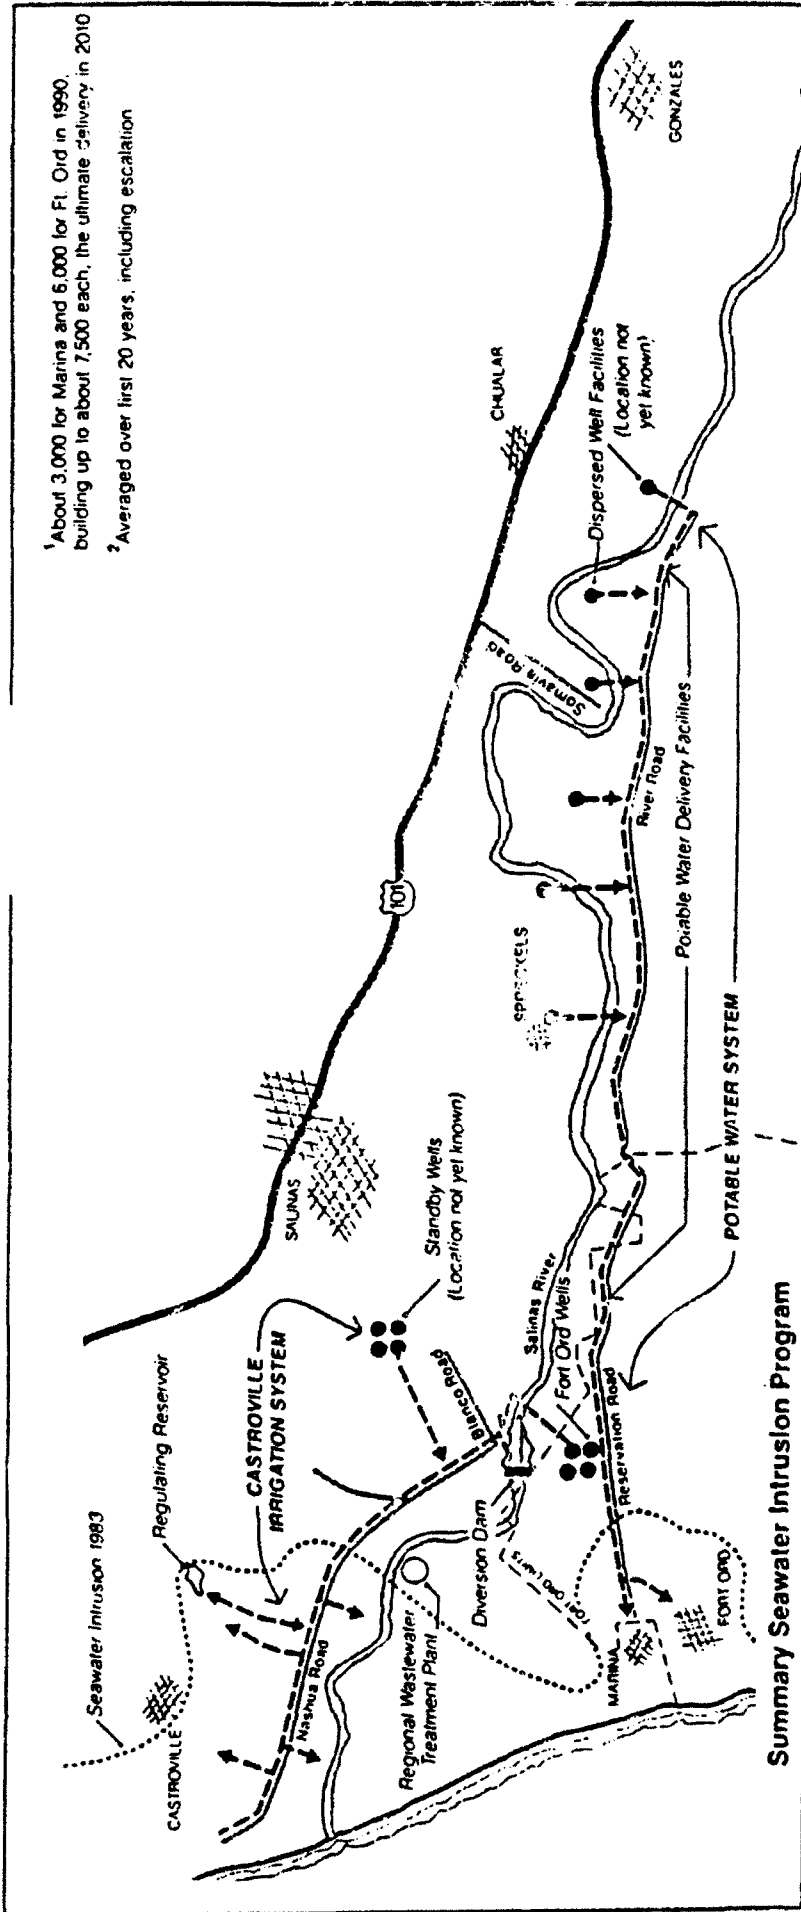 ¹About 3,000 for Marina and 6,000 for Ft. Ord in 1990,
building up to about 7,500 each, the ultimate delivery in 2010
²Averaged over first 20 years, including escalation
Seawater Intrusion 1983
Regulating Reservoir
CASTROVILLE
CASTROVILLE
IRRIGATION SYSTEM
Standby Wells
(Location not yet known)
SALINAS
101
CHUALAR
GONZALES
Nashua Road
Blanco Road
Regional Wastewater
Treatment Plant
Diversion Dam
Salinas River
Fort Ord Wells
SPRECKELS
Somavia Road
Dispersed Well Facilities
(Location not
yet known)
River Road
Reservation Road
FORT ORD LIMITS
MARINA
FORT ORD
Potable Water Delivery Facilities
POTABLE WATER SYSTEM
Summary Seawater Intrusion Program